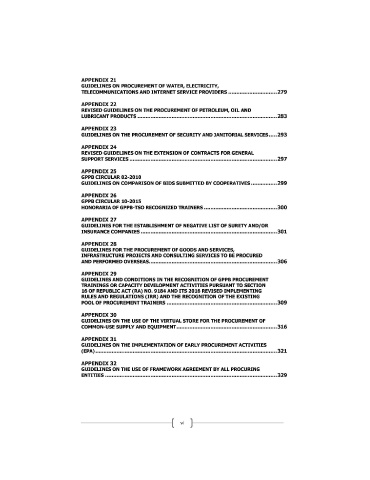 APPENDIX 21
GUIDELINES ON PROCUREMENT OF WATER, ELECTRICITY,
TELECOMMUNICATIONS AND INTERNET SERVICE PROVIDERS ............................279
APPENDIX 22
REVISED GUIDELINES ON THE PROCUREMENT OF PETROLEUM, OIL AND
LUBRICANT PRODUCTS ................................................................................283
APPENDIX 23
GUIDELINES ON THE PROCUREMENT OF SECURITY AND JANITORIAL SERVICES.....293
APPENDIX 24
REVISED GUIDELINES ON THE EXTENSION OF CONTRACTS FOR GENERAL
SUPPORT SERVICES ....................................................................................297
APPENDIX 25
GPPB CIRCULAR 02-2010
GUIDELINES ON COMPARISON OF BIDS SUBMITTED BY COOPERATIVES ...............299
APPENDIX 26
GPPB CIRCULAR 10-2015
HONORARIA OF GPPB-TSO RECOGNIZED TRAINERS ..........................................300
APPENDIX 27
GUIDELINES FOR THE ESTABLISHMENT OF NEGATIVE LIST OF SURETY AND/OR
INSURANCE COMPANIES ..............................................................................301
APPENDIX 28
GUIDELINES FOR THE PROCUREMENT OF GOODS AND SERVICES,
INFRASTRUCTURE PROJECTS AND CONSULTING SERVICES TO BE PROCURED
AND PERFORMED OVERSEAS.........................................................................306
APPENDIX 29
GUIDELINES AND CONDITIONS IN THE RECOGNITION OF GPPB PROCUREMENT
TRAININGS OR CAPACITY DEVELOPMENT ACTIVITIES PURSUANT TO SECTION
16 OF REPUBLIC ACT (RA) NO. 9184 AND ITS 2016 REVISED IMPLEMENTING
RULES AND REGULATIONS (IRR) AND THE RECOGNITION OF THE EXISTING
POOL OF PROCUREMENT TRAINERS ...............................................................309
APPENDIX 30
GUIDELINES ON THE USE OF THE VIRTUAL STORE FOR THE PROCUREMENT OF
COMMON-USE SUPPLY AND EQUIPMENT..........................................................316
APPENDIX 31
GUIDELINES ON THE IMPLEMENTATION OF EARLY PROCUREMENT ACTIVITIES
(EPA)........................................................................................................321
APPENDIX 32
GUIDELINES ON THE USE OF FRAMEWORK AGREEMENT BY ALL PROCURING
ENTITIES ..................................................................................................329